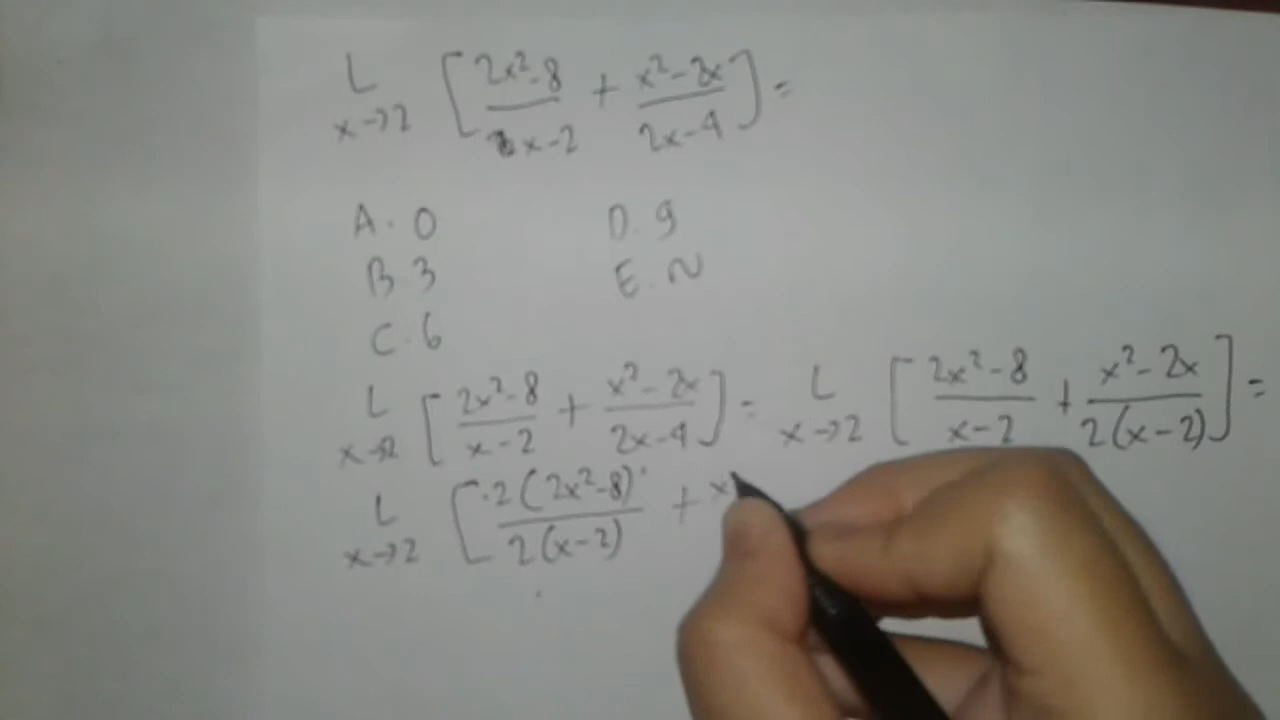 L x→2 [ (2x²-8)/(x-2) + (x²-2x)/(2x-4) ] =
A. 0 D. 9
B. 3 E. ~
C. 6
L x→2 [ (2x²-8)/(x-2) + (x²-2x)/(2x-4) ] = L x→2 [ (2x²-8)/(x-2) + (x²-2x)/(2(x-2)) ] =
L x→2 [ 2(2x²-8)/2(x-2) + x